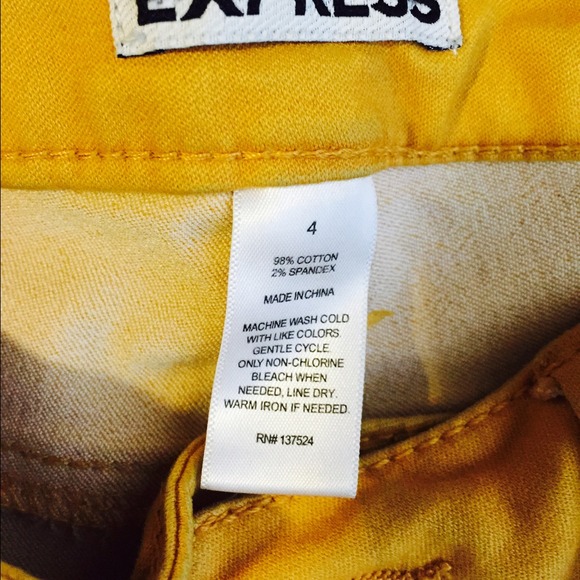 EXPRESS
4
98% COTTON
2% SPANDEX
MADE IN CHINA
MACHINE WASH COLD
WITH LIKE COLORS.
GENTLE CYCLE.
ONLY NON-CHLORINE
BLEACH WHEN
NEEDED, LINE DRY.
WARM IRON IF NEEDED.
RN# 137524